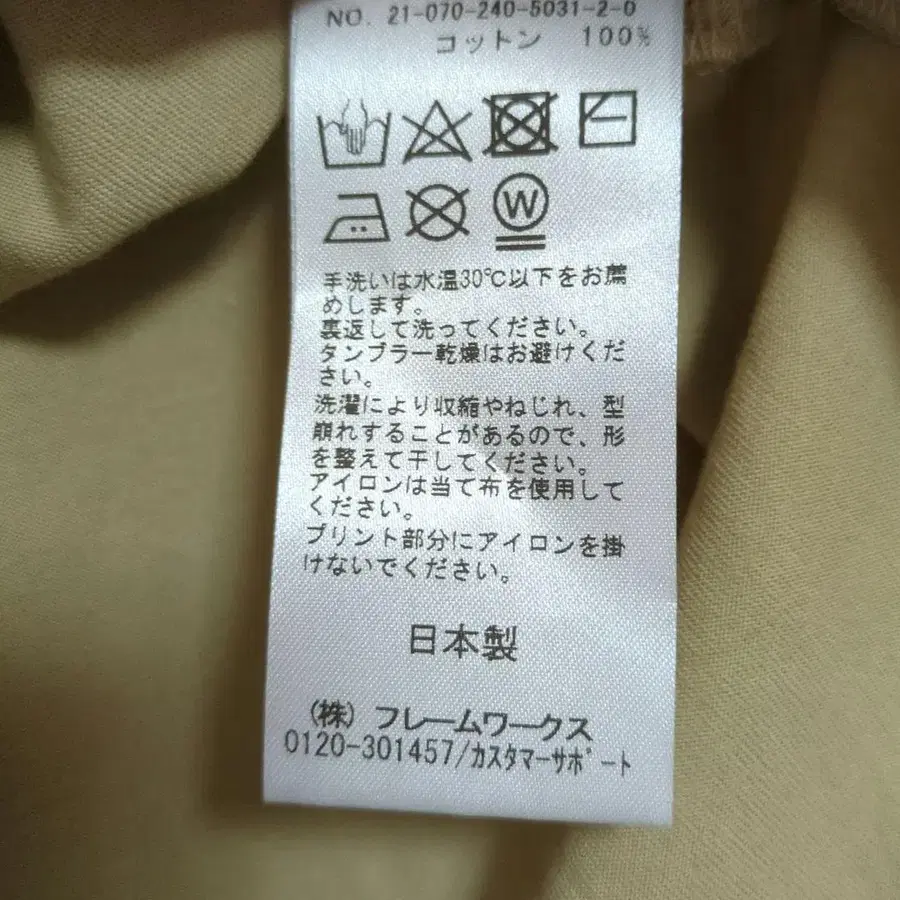 NO. 21-070-240-5031-2-0
コットン 100%
W
手洗いは水温30℃以下をお薦
めします。
裏返して洗ってください。
タンブラー乾燥はお避けくだ
さい。
洗濯により収縮やねじれ、型
崩れすることがあるので、形
を整えて干してください。
アイロンは当て布を使用して
ください。
プリント部分にアイロンを掛
けないでください。
日本製
(株) フレームワークス
0120-301457/カスタマーサポート